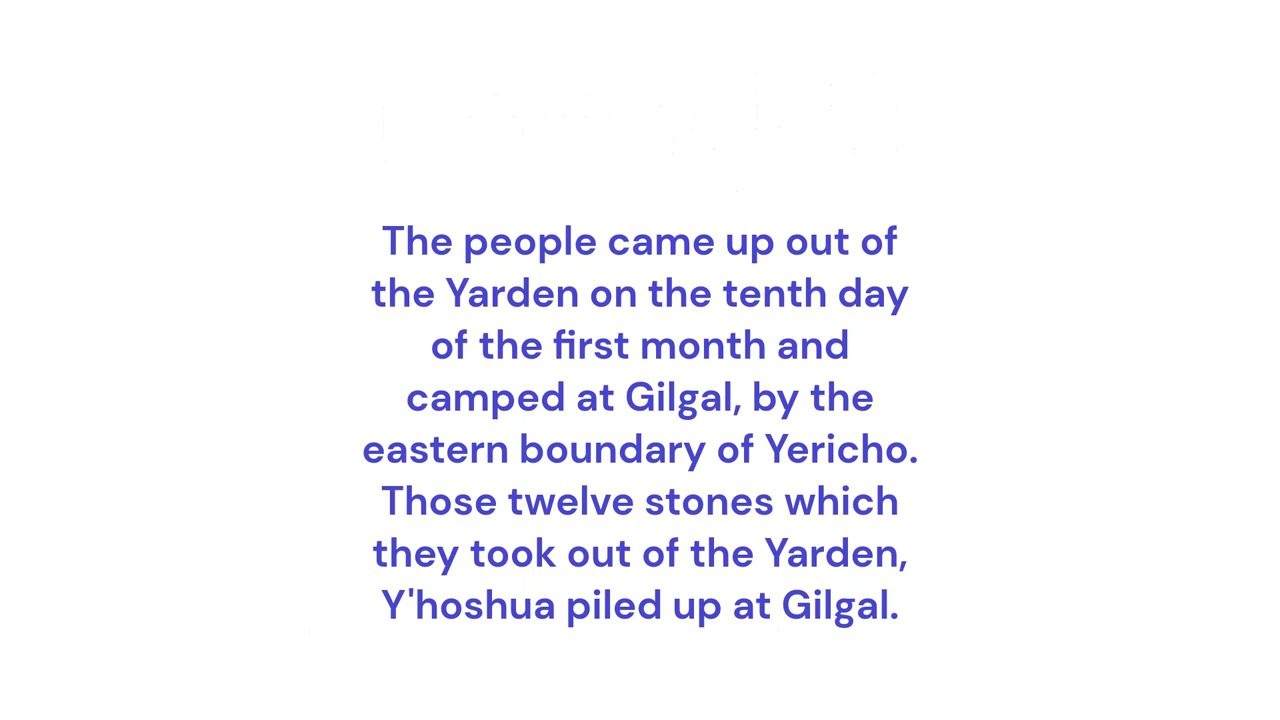 The people came up out of
the Yarden on the tenth day
of the first month and
camped at Gilgal, by the
eastern boundary of Yericho.
Those twelve stones which
they took out of the Yarden,
Y'hoshua piled up at Gilgal.